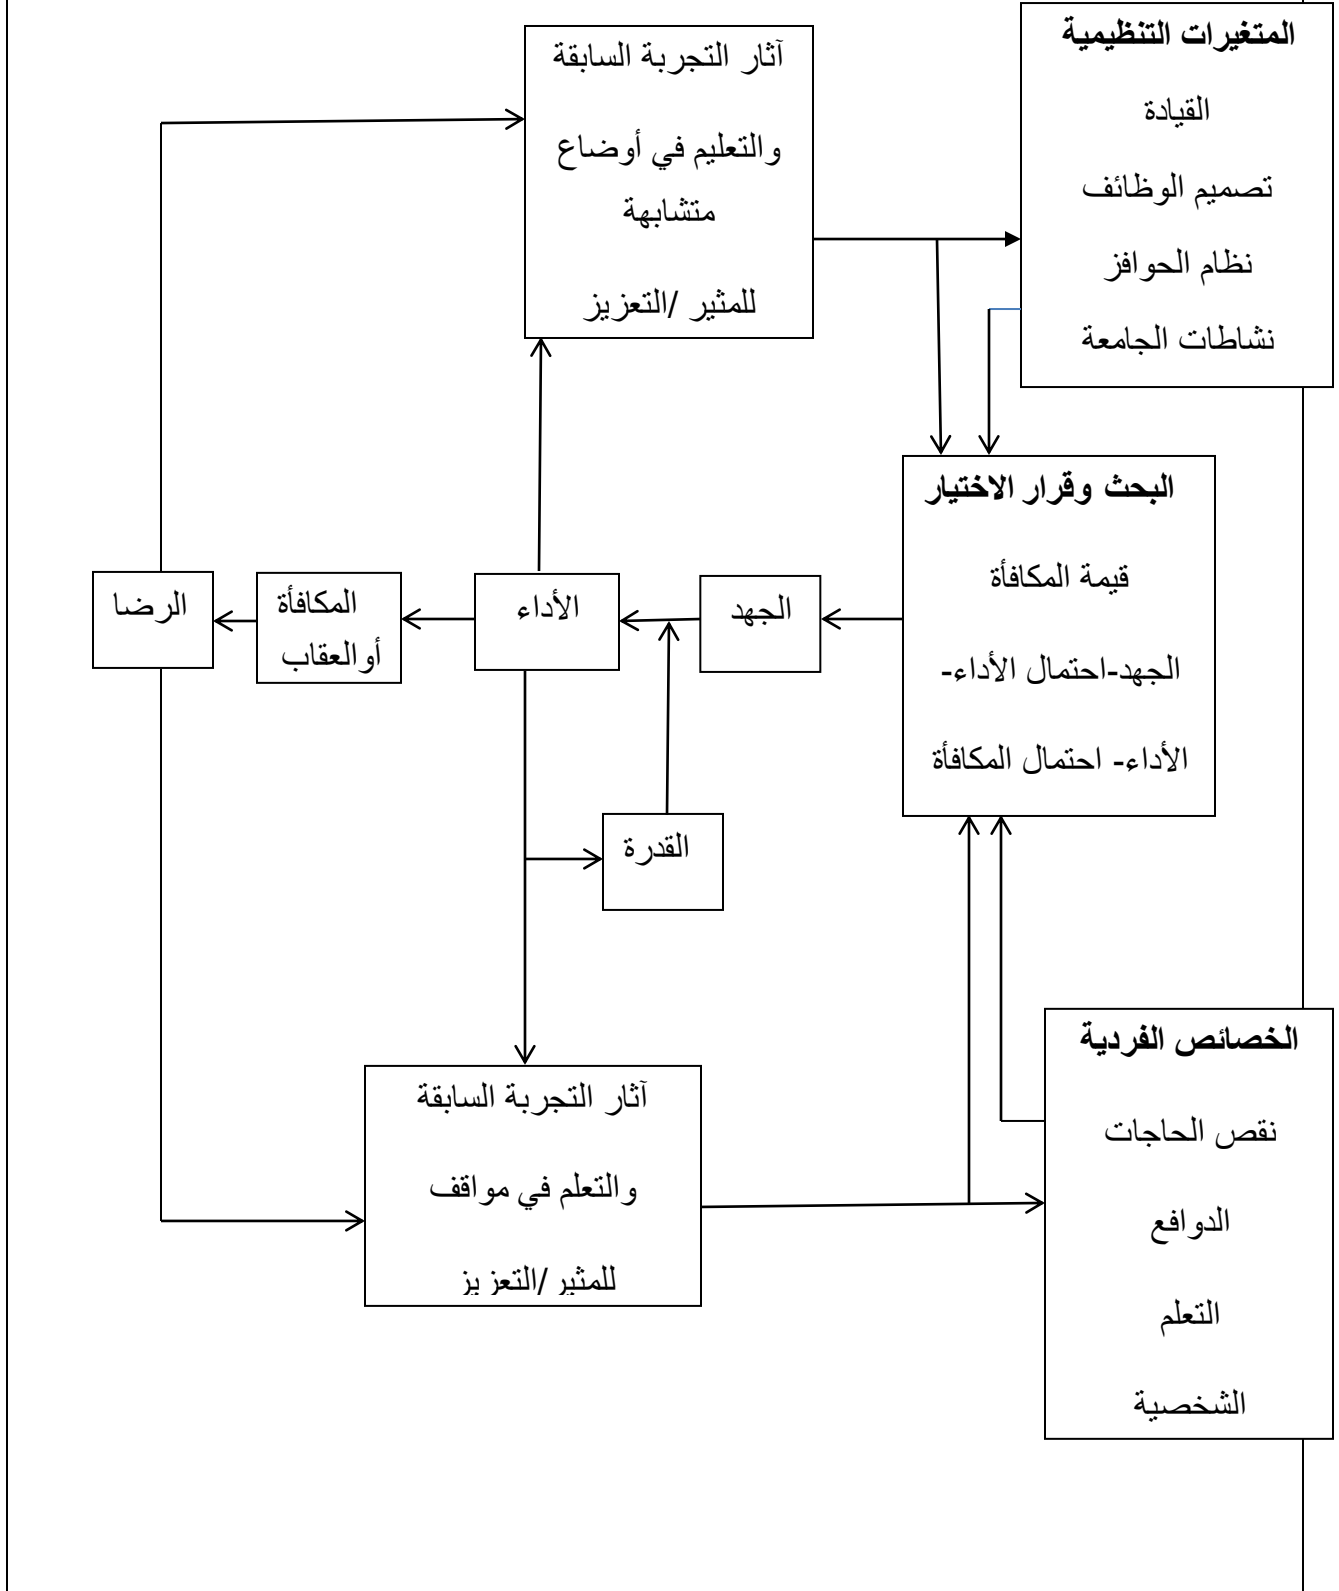 المتغيرات التنظيمية
القيادة
تصميم الوظائف
نظام الحوافز
نشاطات الجامعة
آثار التجربة السابقة
والتعليم في أوضاع
متشابهة
للمثير /التعزيز
البحث وقرار الاختيار
قيمة المكافأة
الجهد-احتمال الأداء-
الأداء- احتمال المكافأة
الجهد
الأداء
المكافأة
أوالعقاب
الرضا
القدرة
الخصائص الفردية
نقص الحاجات
الدوافع
التعلم
الشخصية
آثار التجربة السابقة
والتعلم في مواقف
للمثير /التعزيز